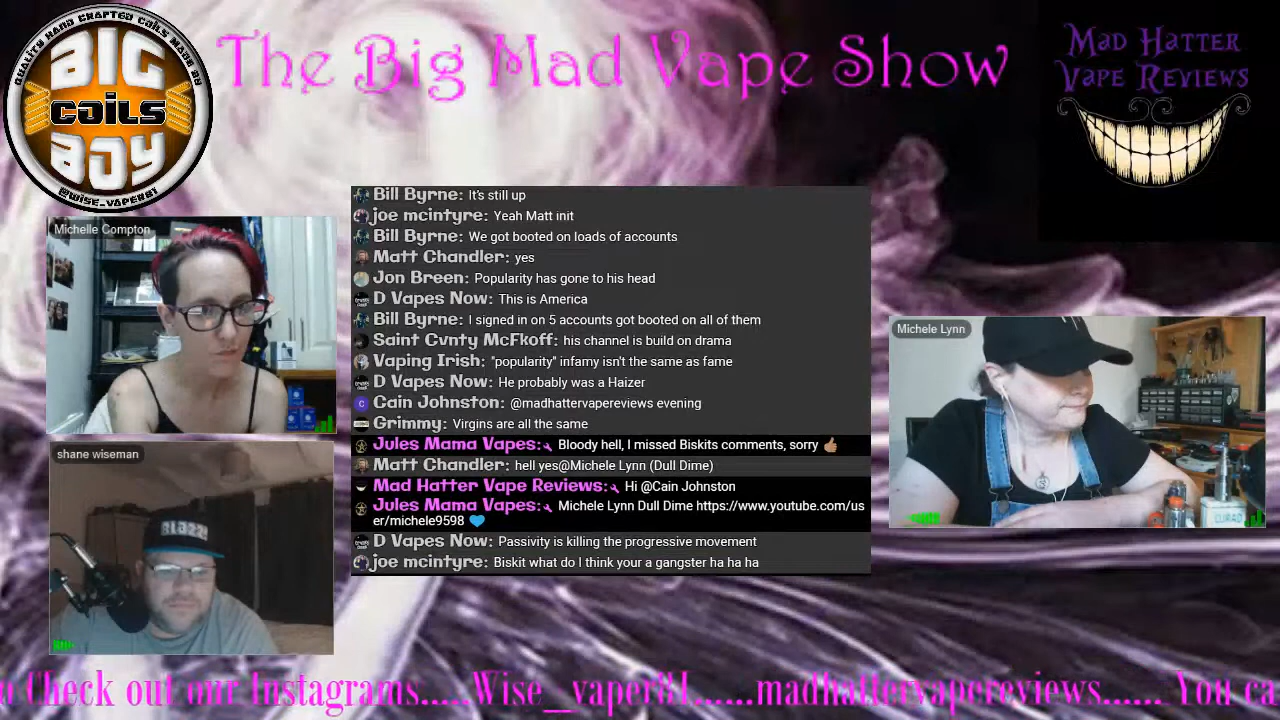 QUALITY HAND CRAFTED COILS MADE BY
BIG
COILS
BOY
@WISE_VAPER81
The Big Mad Vape Show
Mad Hatter
Vape Reviews
Michelle Compton
shane wiseman
Bill Byrne: It's still up
joe mcintyre: Yeah Matt init
Bill Byrne: We got booted on loads of accounts
Matt Chandler: yes
Jon Breen: Popularity has gone to his head
D Vapes Now: This is America
Bill Byrne: I signed in on 5 accounts got booted on all of them
Saint Cvnty McFkoff: his channel is build on drama
Vaping Irish: "popularity" infamy isn't the same as fame
D Vapes Now: He probably was a Haizer
C Cain Johnston: @madhattervapereviews evening
Grimmy: Virgins are all the same
Jules Mama Vapes: Bloody hell, I missed Biskits comments, sorry 👍🏽
Matt Chandler: hell yes@Michele Lynn (Dull Dime)
Mad Hatter Vape Reviews: Hi @Cain Johnston
Jules Mama Vapes: Michele Lynn Dull Dime https://www.youtube.com/us
er/michele9598 💙
D Vapes Now: Passivity is killing the progressive movement
joe mcintyre: Biskit what do I think your a gangster ha ha ha
Michele Lynn
o Check out our Instagrams.....Wise_vaper81......madhattervapereviews...... You ca